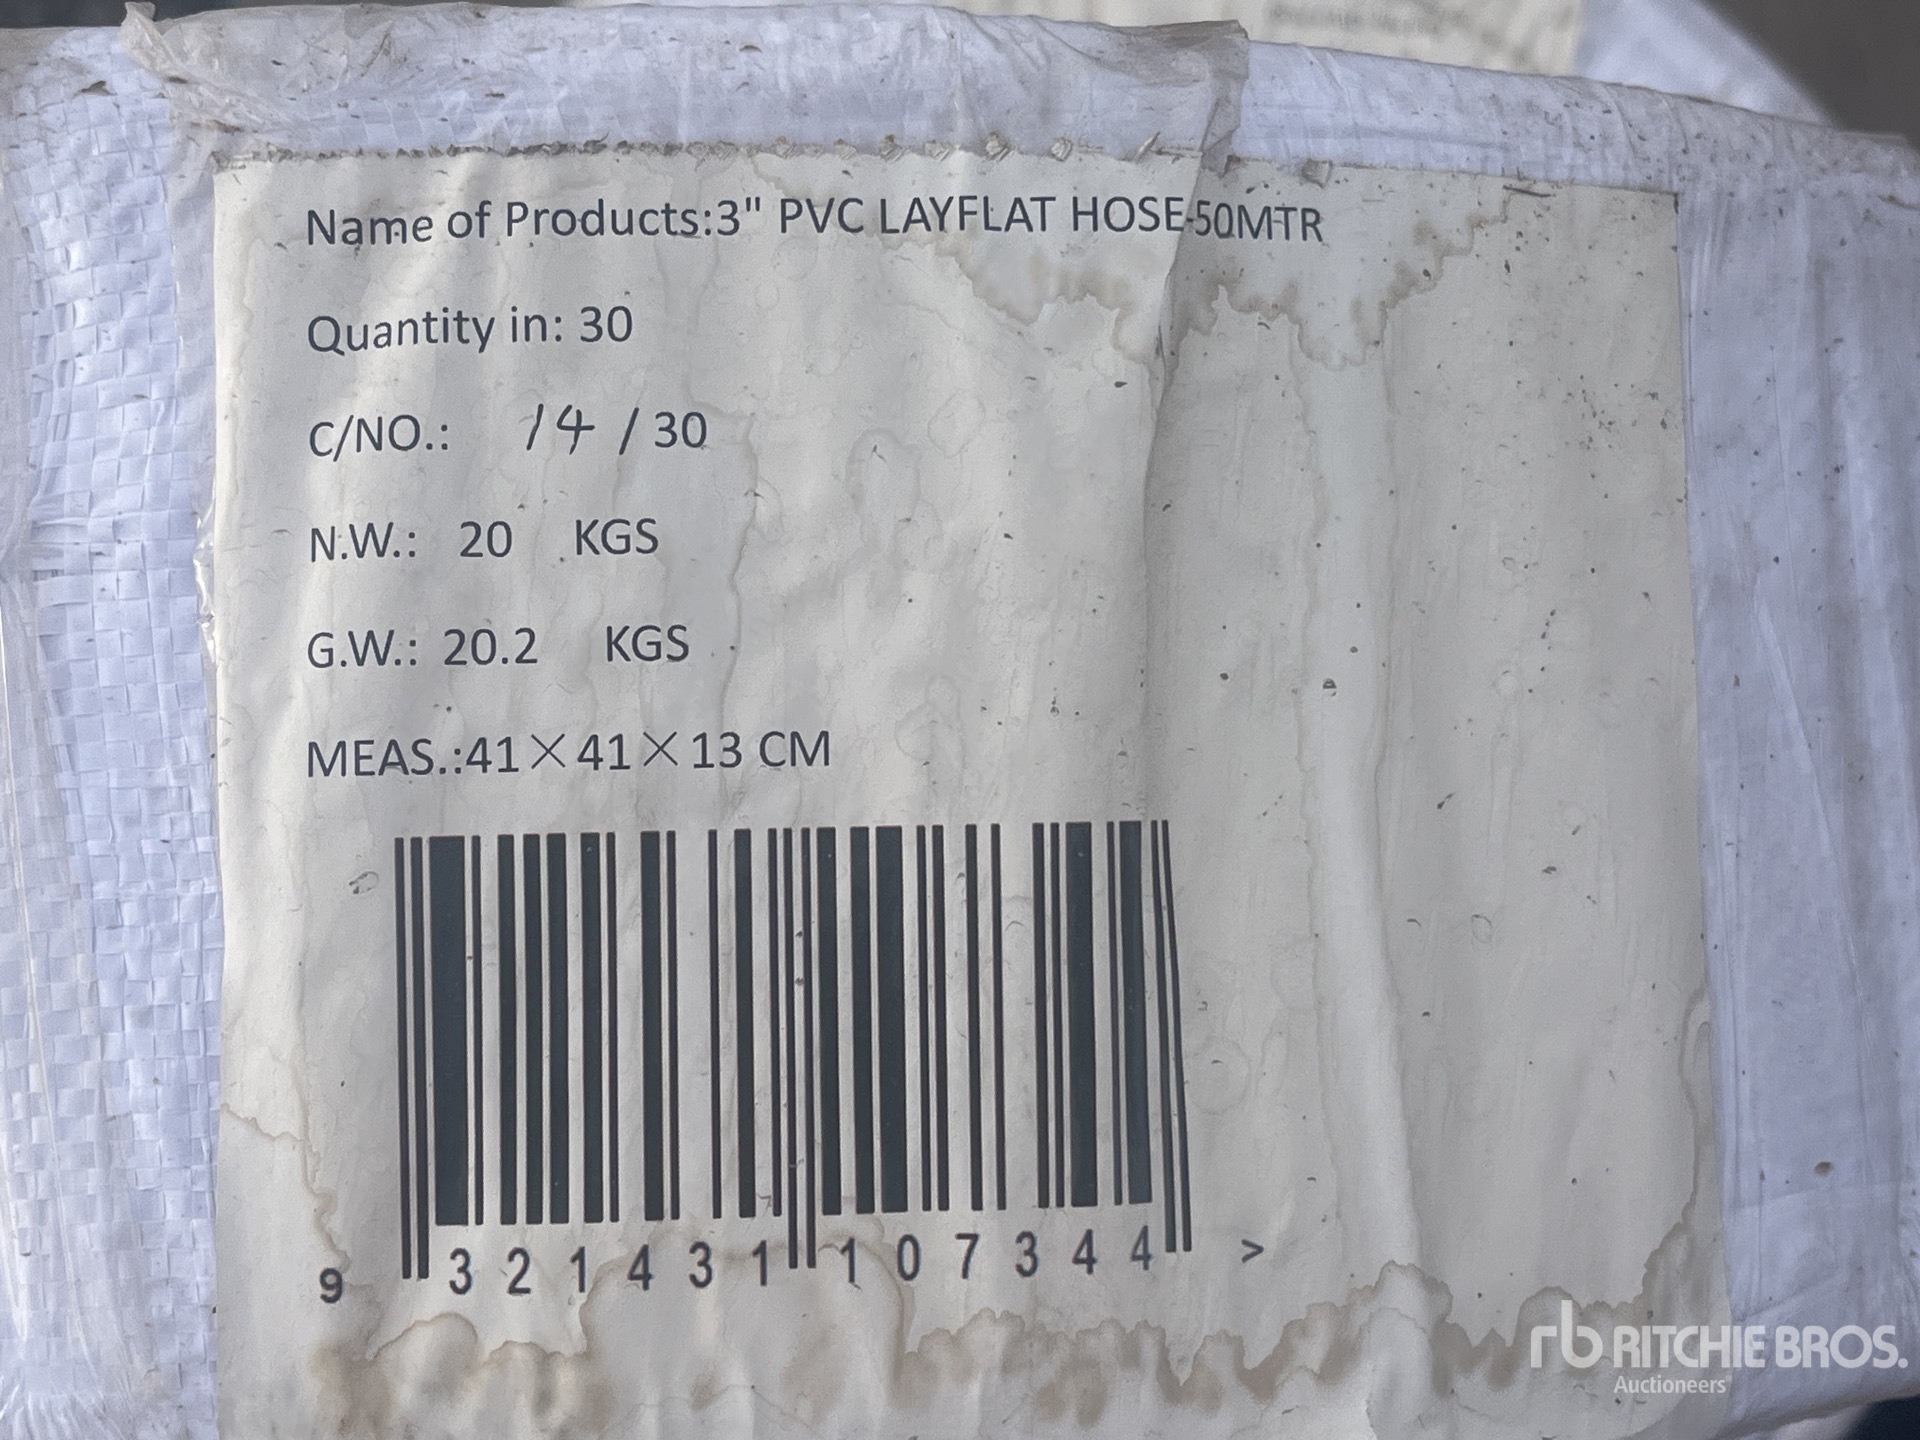 Name of Products:3" PVC LAYFLAT HOSE-50MTR
Quantity in: 30
C/NO.: 14 / 30
N.W.: 20 KGS
G.W.: 20.2 KGS
MEAS.:41×41×13 CM
9 321431 107344 >
rb RITCHIE BROS.
Auctioneers